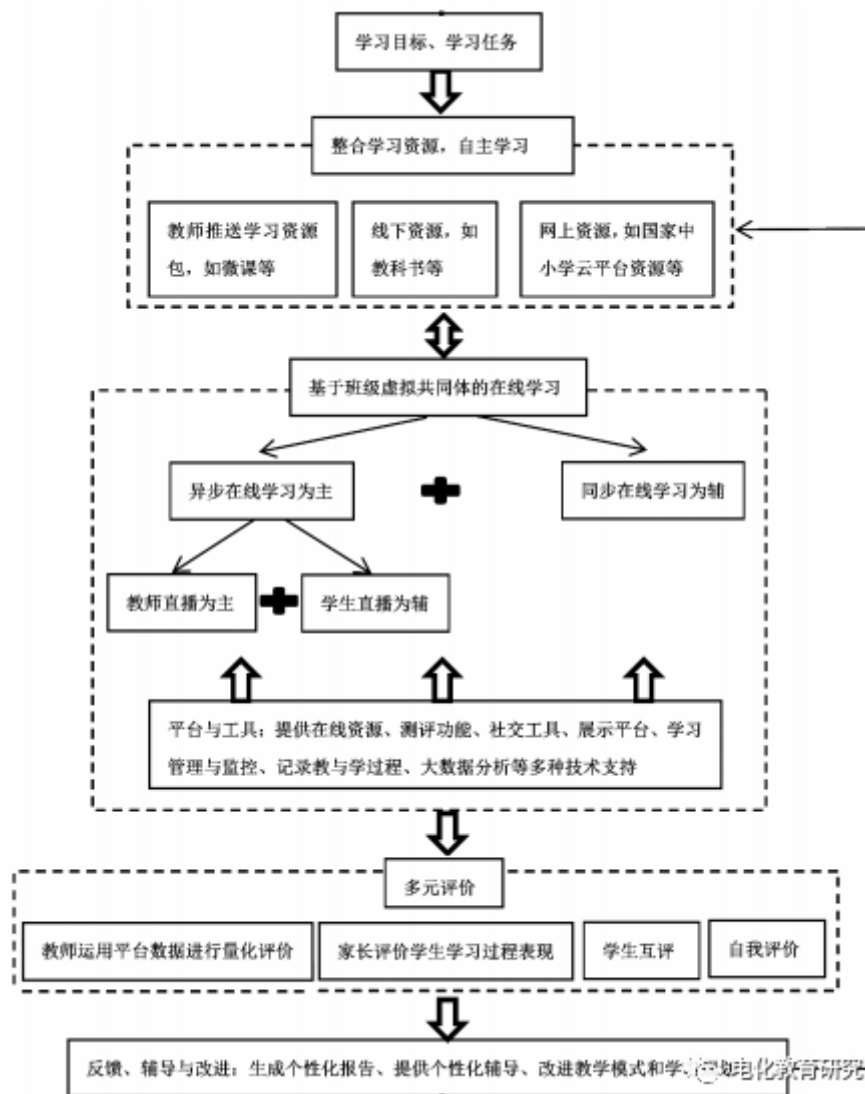 学习目标、学习任务
整合学习资源，自主学习
教师推送学习资源
包，如微课等
线下资源，如
教科书等
网上资源，如国家中
小学云平台资源等
基于班级虚拟共同体的在线学习
异步在线学习为主
同步在线学习为辅
教师直播为主
学生直播为辅
平台与工具：提供在线资源、测评功能、社交工具、展示平台、学习
管理与监控、记录教与学过程、大数据分析等多种技术支持
多元评价
教师运用平台数据进行量化评价
家长评价学生学习过程表现
学生互评
自我评价
反馈、辅导与改进：生成个性化报告、提供个性化辅导、改进教学模式和学
电化教育研究